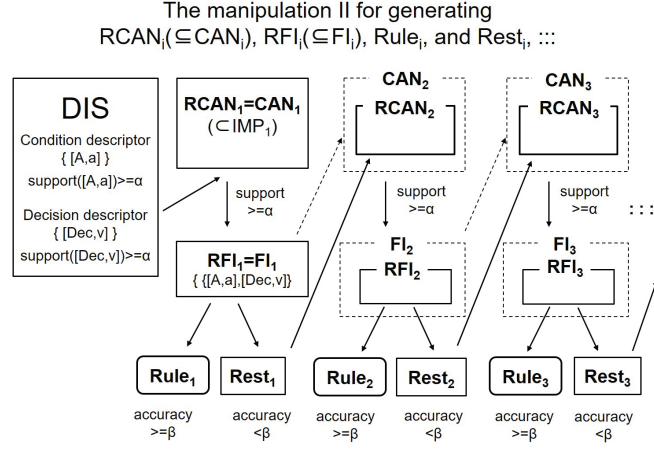 The manipulation II for generating
RCANᵢ(⊆CANᵢ), RFIᵢ(⊆FIᵢ), Ruleᵢ, and Restᵢ, :::
DIS
Condition descriptor
{ [A,a] }
support([A,a])>=α
Decision descriptor
{ [Dec,v] }
support([Dec,v])>=α
RCAN₁=CAN₁
(⊂IMP₁)
support
>=α
RFI₁=FI₁
{ {[A,a],[Dec,v]}
Rule₁
Rest₁
accuracy
>=β
accuracy
<β
CAN₂
RCAN₂
support
>=α
FI₂
RFI₂
Rule₂
Rest₂
accuracy
>=β
accuracy
<β
CAN₃
RCAN₃
support
>=α
FI₃
RFI₃
Rule₃
Rest₃
accuracy
>=β
accuracy
<β
: : :